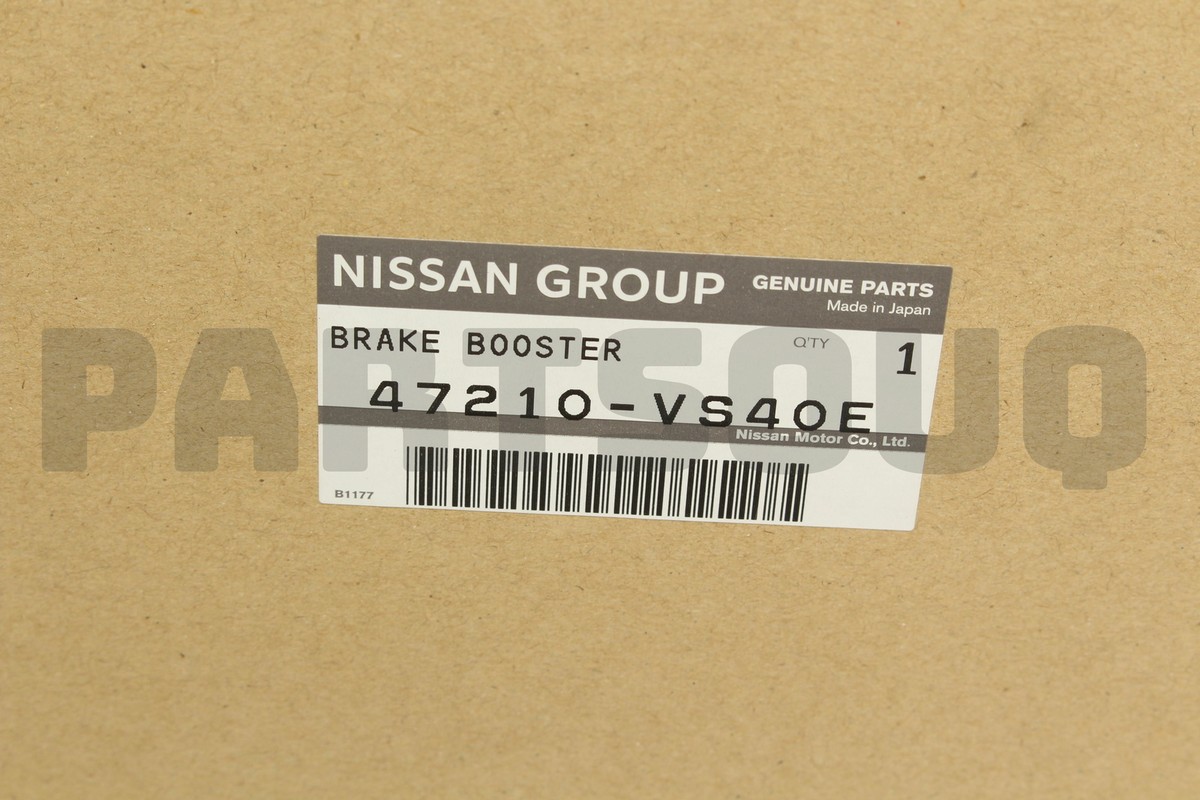 NISSAN GROUP GENUINE PARTS
Made in Japan
BRAKE BOOSTER Q'TY 1
47210-VS40E
Nissan Motor Co., Ltd.
B1177
PARTSOUQ